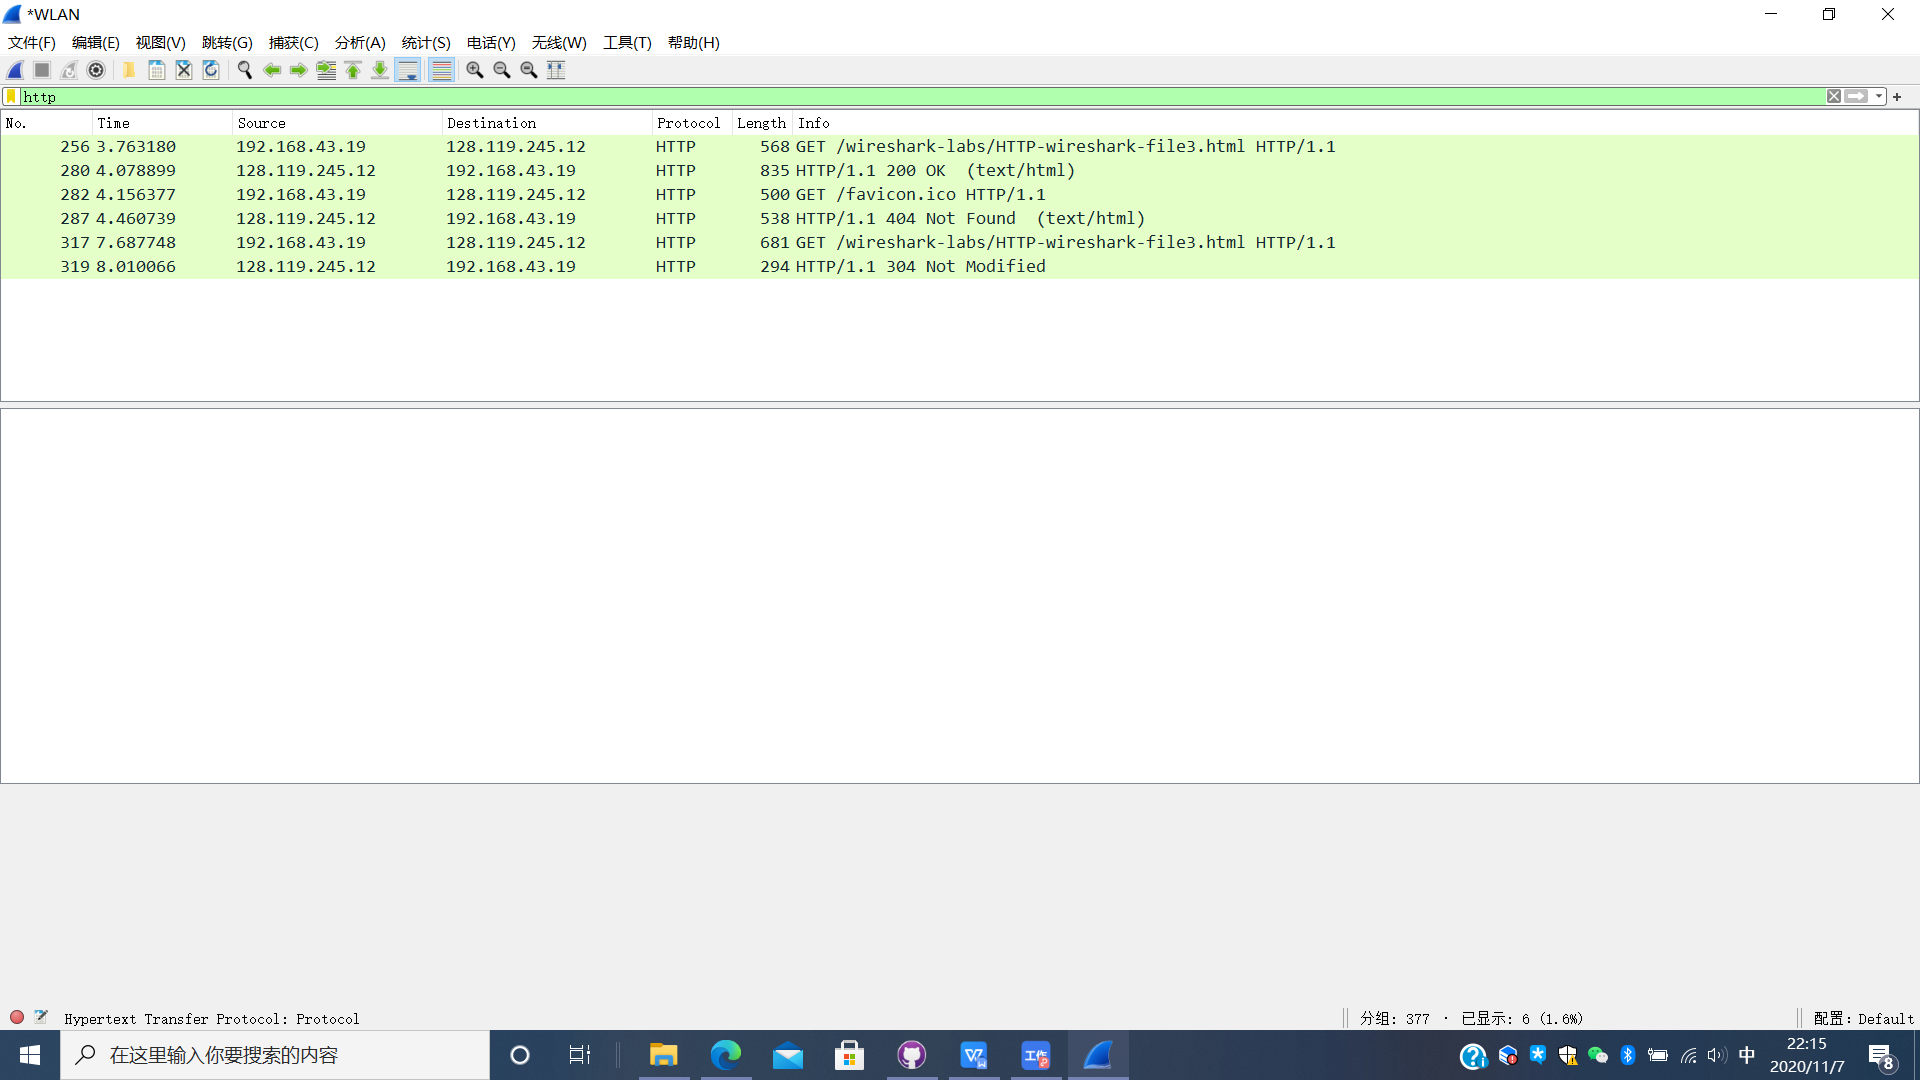 *WLAN
文件(F) 编辑(E) 视图(V) 跳转(G) 捕获(C) 分析(A) 统计(S) 电话(Y) 无线(W) 工具(T) 帮助(H)
http
No. Time Source Destination Protocol Length Info
256 3.763180 192.168.43.19 128.119.245.12 HTTP 568 GET /wireshark-labs/HTTP-wireshark-file3.html HTTP/1.1
280 4.078899 128.119.245.12 192.168.43.19 HTTP 835 HTTP/1.1 200 OK (text/html)
282 4.156377 192.168.43.19 128.119.245.12 HTTP 500 GET /favicon.ico HTTP/1.1
287 4.460739 128.119.245.12 192.168.43.19 HTTP 538 HTTP/1.1 404 Not Found (text/html)
317 7.687748 192.168.43.19 128.119.245.12 HTTP 681 GET /wireshark-labs/HTTP-wireshark-file3.html HTTP/1.1
319 8.010066 128.119.245.12 192.168.43.19 HTTP 294 HTTP/1.1 304 Not Modified
Hypertext Transfer Protocol: Protocol 分组: 377 · 已显示: 6 (1.6%) 配置: Default
在这里输入你要搜索的内容 工作 中 22:15 8
2020/11/7